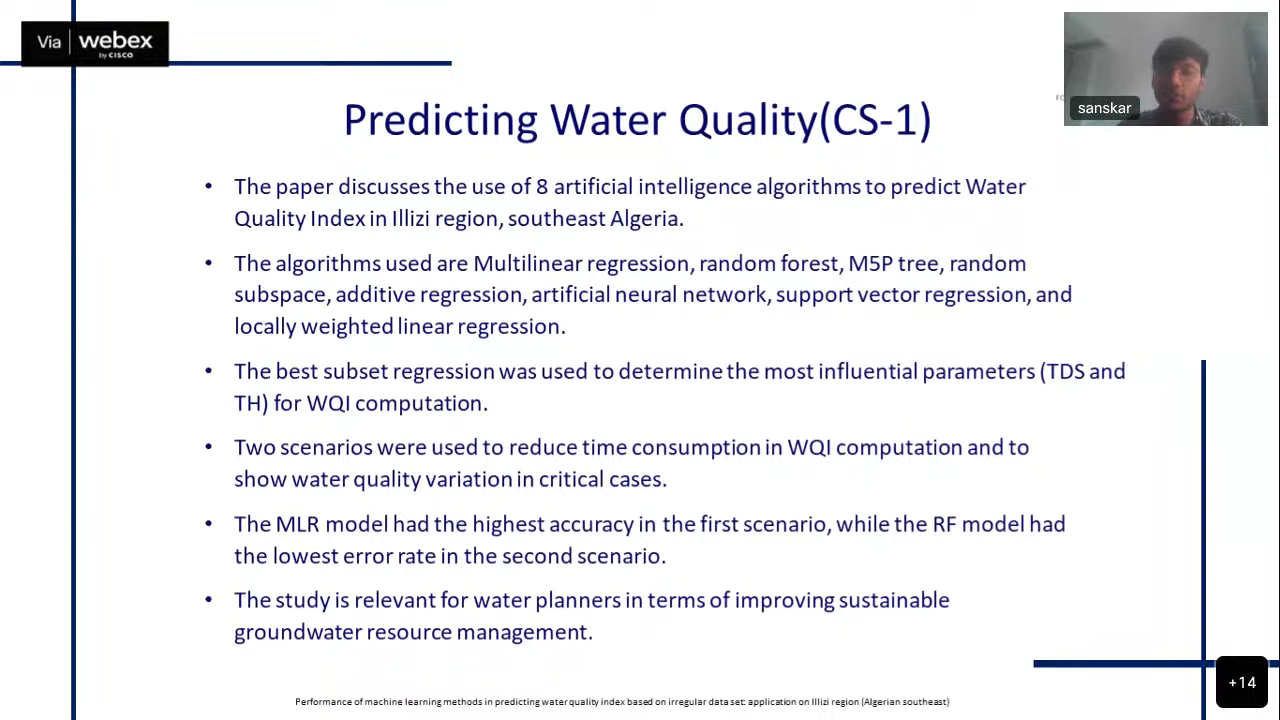 Via webex
by CISCO
sanskar
Predicting Water Quality(CS-1)
• The paper discusses the use of 8 artificial intelligence algorithms to predict Water
Quality Index in Illizi region, southeast Algeria.
• The algorithms used are Multilinear regression, random forest, M5P tree, random
subspace, additive regression, artificial neural network, support vector regression, and
locally weighted linear regression.
• The best subset regression was used to determine the most influential parameters (TDS and
TH) for WQI computation.
• Two scenarios were used to reduce time consumption in WQI computation and to
show water quality variation in critical cases.
• The MLR model had the highest accuracy in the first scenario, while the RF model had
the lowest error rate in the second scenario.
• The study is relevant for water planners in terms of improving sustainable
groundwater resource management.
+14
Performance of machine learning methods in predicting water quality index based on irregular data set: application on Illizi region (Algerian southeast)